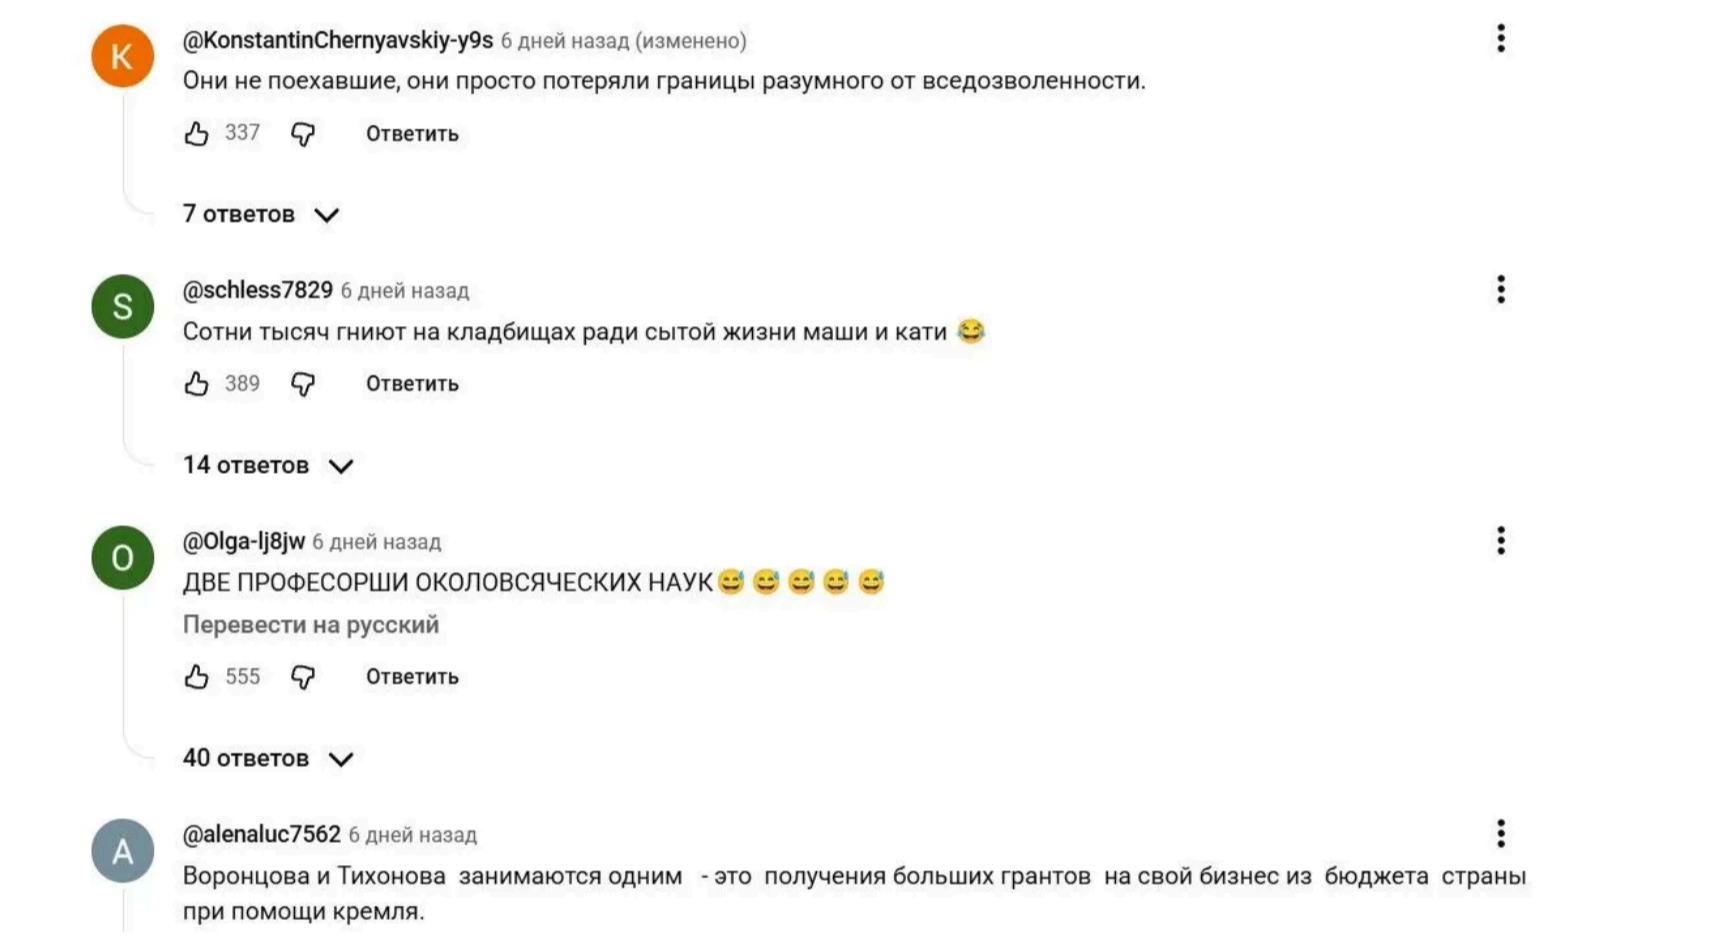 K
@KonstantinChernyavskiy-y9s 6 дней назад (изменено)
Они не поехавшие, они просто потеряли границы разумного от вседозволенности.
337 Ответить
7 ответов
S
@schless7829 6 дней назад
Сотни тысяч гниют на кладбищах ради сытой жизни маши и кати 😂
389 Ответить
14 ответов
O
@Olga-lj8jw 6 дней назад
ДВЕ ПРОФЕСОРШИ ОКОЛОВСЯЧЕСКИХ НАУК😅😅😅😅😅
Перевести на русский
555 Ответить
40 ответов
A
@alenaluc7562 6 дней назад
Воронцова и Тихонова занимаются одним - это получения больших грантов на свой бизнес из бюджета страны
при помощи кремля.